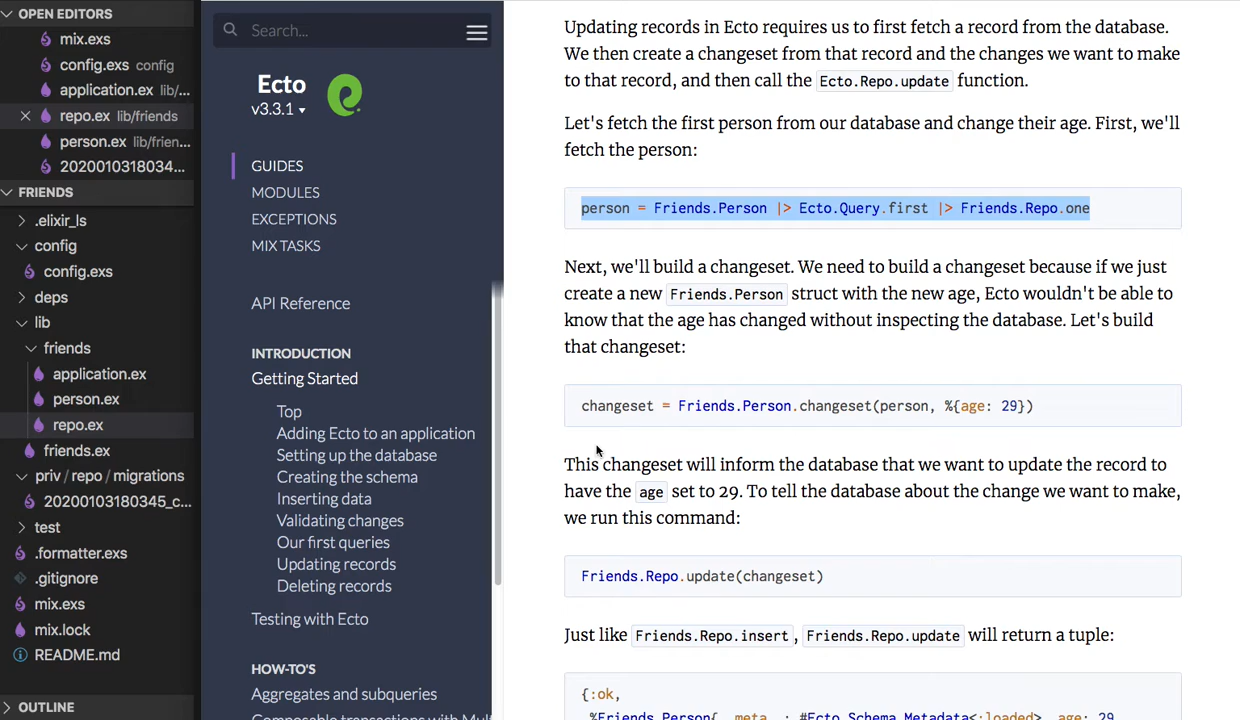 OPEN EDITORS
mix.exs
config.exs config
application.ex lib/...
repo.ex lib/friends
person.ex lib/frien...
2020010318034...
FRIENDS
.elixir_ls
config
config.exs
deps
lib
friends
application.ex
person.ex
repo.ex
friends.ex
priv / repo / migrations
20200103180345_c...
test
.formatter.exs
.gitignore
mix.exs
mix.lock
README.md
OUTLINE
Search...
Ecto
v3.3.1
GUIDES
MODULES
EXCEPTIONS
MIX TASKS
API Reference
INTRODUCTION
Getting Started
Top
Adding Ecto to an application
Setting up the database
Creating the schema
Inserting data
Validating changes
Our first queries
Updating records
Deleting records
Testing with Ecto
HOW-TO'S
Aggregates and subqueries
Composable transactions with Mult
Updating records in Ecto requires us to first fetch a record from the database.
We then create a changeset from that record and the changes we want to make
to that record, and then call the Ecto.Repo.update function.
Let's fetch the first person from our database and change their age. First, we'll
fetch the person:
person = Friends.Person |> Ecto.Query.first |> Friends.Repo.one
Next, we'll build a changeset. We need to build a changeset because if we just
create a new Friends.Person struct with the new age, Ecto wouldn't be able to
know that the age has changed without inspecting the database. Let's build
that changeset:
changeset = Friends.Person.changeset(person, %{age: 29})
This changeset will inform the database that we want to update the record to
have the age set to 29. To tell the database about the change we want to make,
we run this command:
Friends.Repo.update(changeset)
Just like Friends.Repo.insert, Friends.Repo.update will return a tuple:
{:ok,
%Friends.Person{__meta__: #Ecto.Schema.Metadata<:loaded>, age: 29